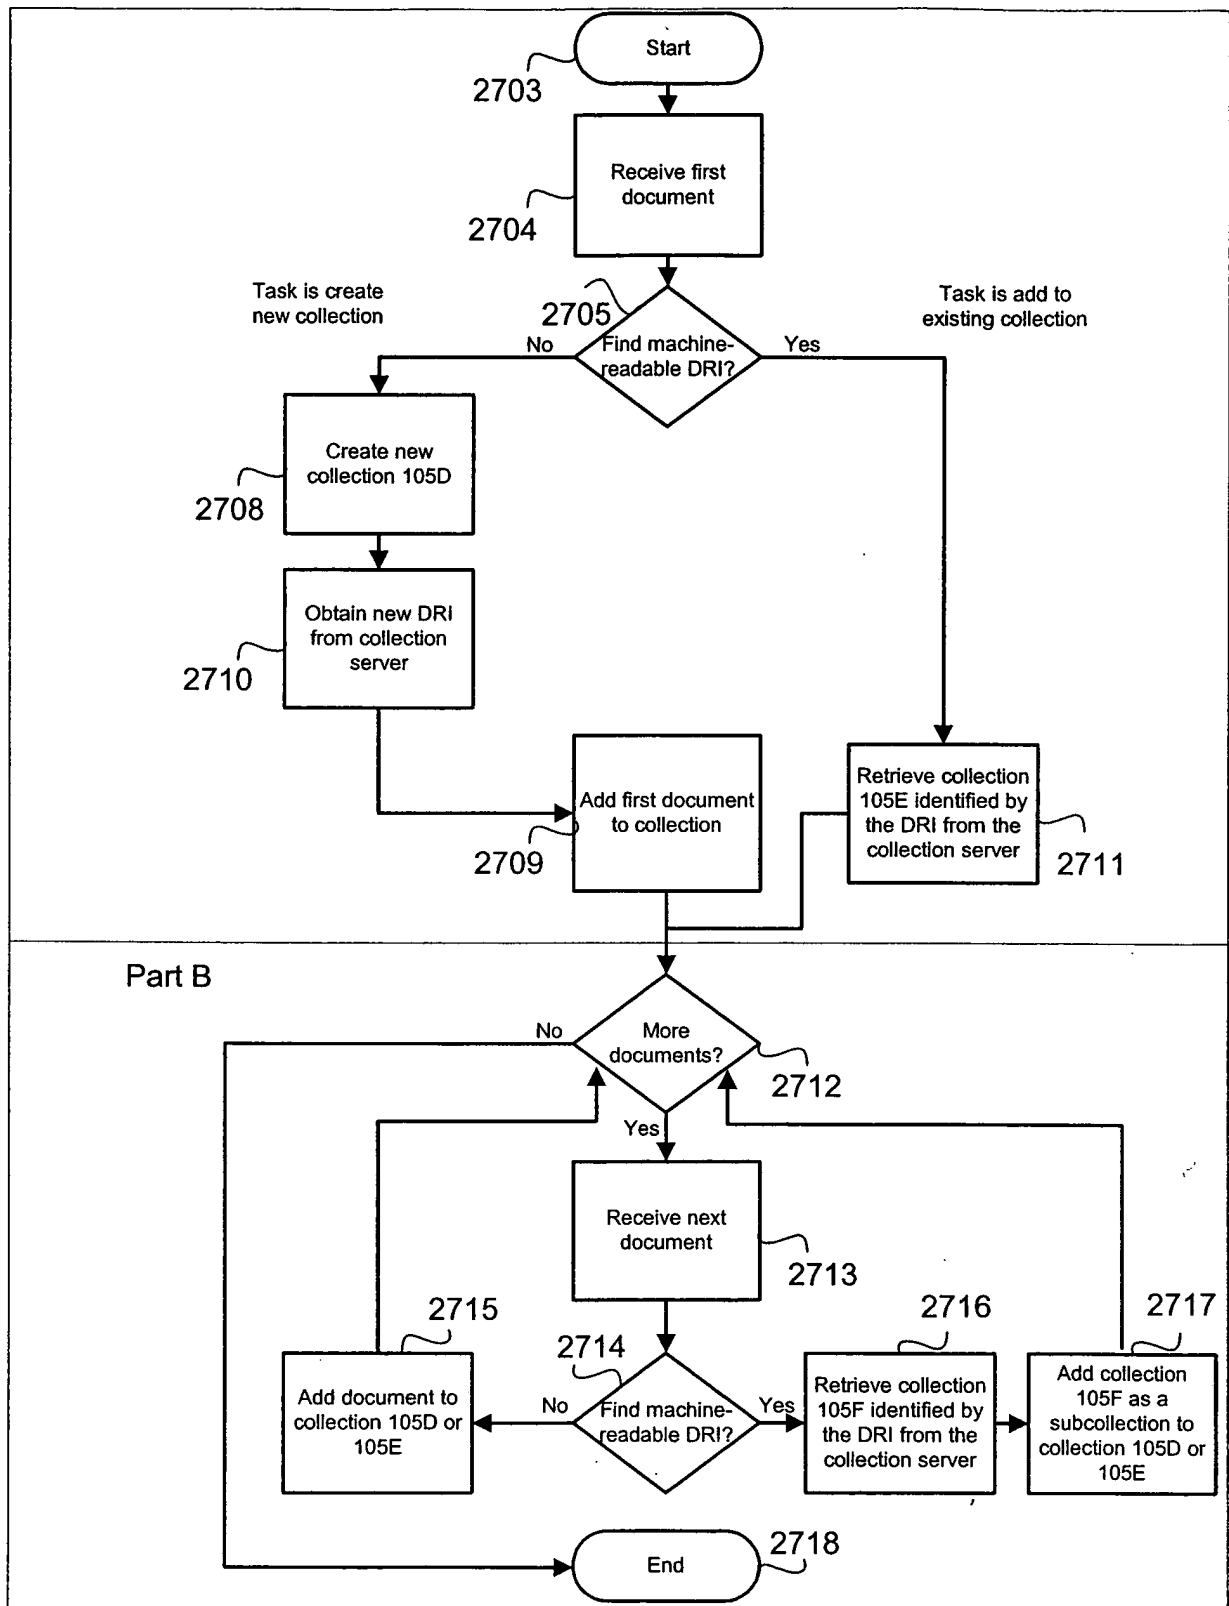 Start
2703
Receive first
document
2704
Task is create
new collection
2705
Task is add to
existing collection
No
Find machine-
readable DRI?
Yes
Create new
collection 105D
2708
Obtain new DRI
from collection
server
2710
Add first document
to collection
2709
Retrieve collection
105E identified by
the DRI from the
collection server
2711
Part B
No
More
documents?
2712
Yes
Receive next
document
2713
2715
2714
2716
2717
Add document to
collection 105D or
105E
No
Find machine-
readable DRI?
Yes
Retrieve collection
105F identified by
the DRI from the
collection server
Add collection
105F as a
subcollection to
collection 105D or
105E
End
2718